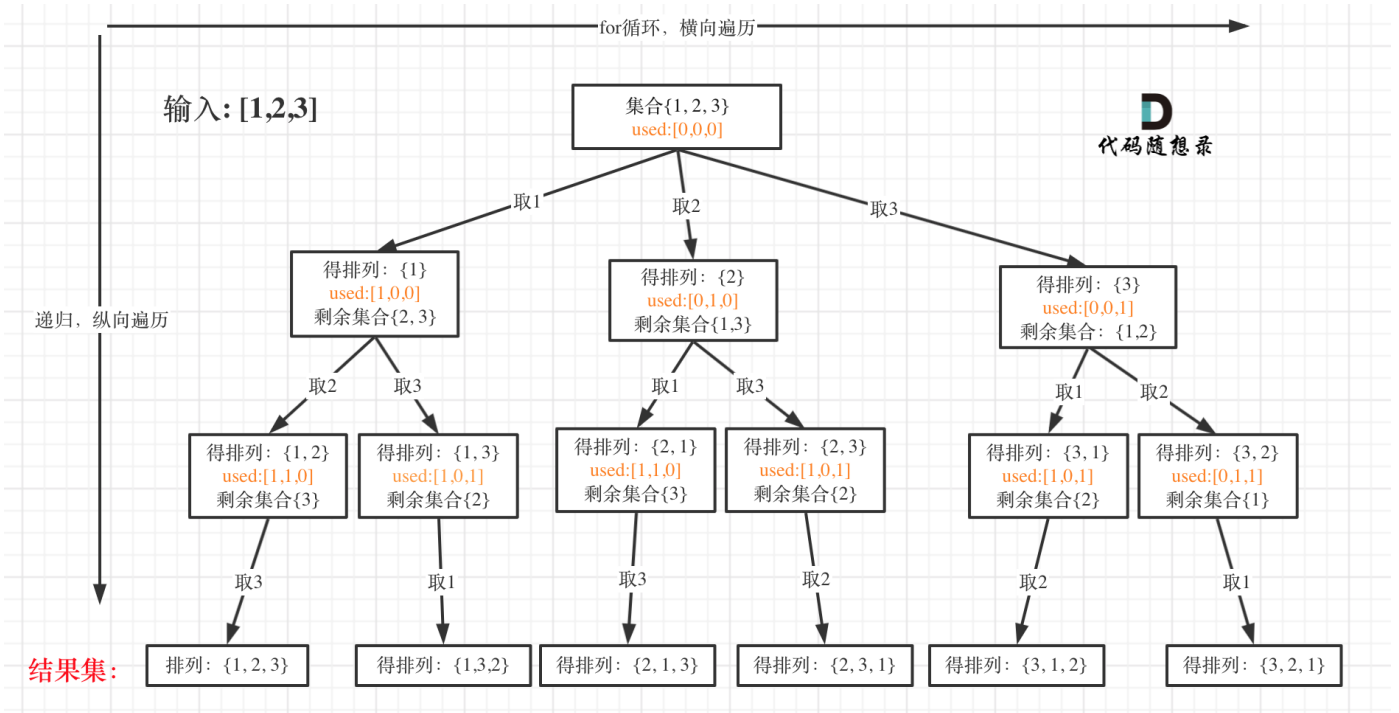 for循环，横向遍历
输入: [1,2,3]
集合{1, 2, 3}
used:[0,0,0]
代码随想录
取1
取2
取3
得排列：{1}
used:[1,0,0]
剩余集合{2, 3}
得排列：{2}
used:[0,1,0]
剩余集合{1,3}
得排列：{3}
used:[0,0,1]
剩余集合：{1,2}
递归，纵向遍历
取2
取3
取1
取3
取1
取2
得排列：{1, 2}
used:[1,1,0]
剩余集合{3}
得排列：{1, 3}
used:[1,0,1]
剩余集合{2}
得排列：{2, 1}
used:[1,1,0]
剩余集合{3}
得排列：{2, 3}
used:[1,0,1]
剩余集合{2}
得排列：{3, 1}
used:[1,0,1]
剩余集合{2}
得排列：{3, 2}
used:[0,1,1]
剩余集合{1}
取3
取1
取3
取2
取2
取1
结果集：
排列：{1, 2, 3}
得排列：{1,3,2}
得排列：{2, 1, 3}
得排列：{2, 3, 1}
得排列：{3, 1, 2}
得排列：{3, 2, 1}